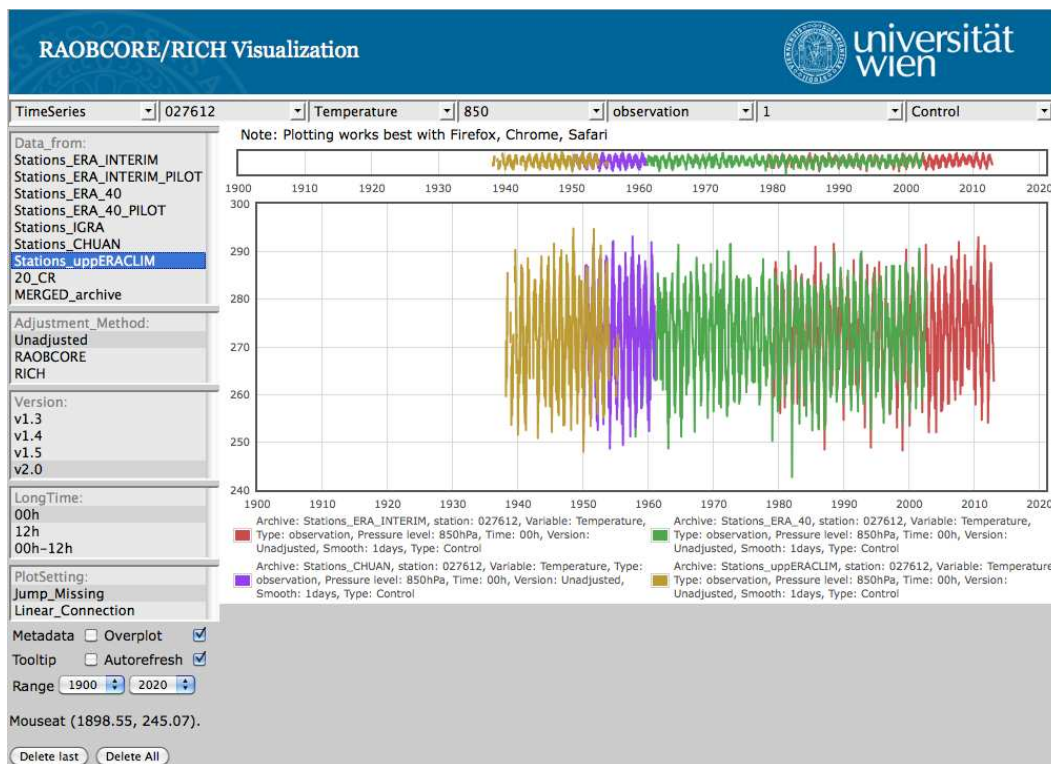 RAOBCORE/RICH Visualization
universität
wien
TimeSeries 027612 Temperature 850 observation 1 Control
Note: Plotting works best with Firefox, Chrome, Safari
Data_from:
Stations_ERA_INTERIM
Stations_ERA_INTERIM_PILOT
Stations_ERA_40
Stations_ERA_40_PILOT
Stations_IGRA
Stations_CHUAN
Stations_uppERACLIM
20_CR
MERGED_archive
Adjustment_Method:
Unadjusted
RAOBCORE
RICH
Version:
v1.3
v1.4
v1.5
v2.0
LongTime:
00h
12h
00h-12h
PlotSetting:
Jump_Missing
Linear_Connection
Metadata Overplot
Tooltip Autorefresh
Range 1900 2020
Mouseat (1898.55, 245.07).
Delete last Delete All
1900 1910 1920 1930 1940 1950 1960 1970 1980 1990 2000 2010 2021
300
290
280
270
260
250
240
1900 1910 1920 1930 1940 1950 1960 1970 1980 1990 2000 2010 2021
Archive: Stations_ERA_INTERIM, station: 027612, Variable: Temperature,
Type: observation, Pressure level: 850hPa, Time: 00h, Version:
Unadjusted, Smooth: 1days, Type: Control
Archive: Stations_ERA_40, station: 027612, Variable: Temperature,
Type: observation, Pressure level: 850hPa, Time: 00h, Version:
Unadjusted, Smooth: 1days, Type: Control
Archive: Stations_CHUAN, station: 027612, Variable: Temperature, Type:
observation, Pressure level: 850hPa, Time: 00h, Version: Unadjusted,
Smooth: 1days, Type: Control
Archive: Stations_uppERACLIM, station: 027612, Variable: Temperature
Type: observation, Pressure level: 850hPa, Time: 00h, Version:
Unadjusted, Smooth: 1days, Type: Control